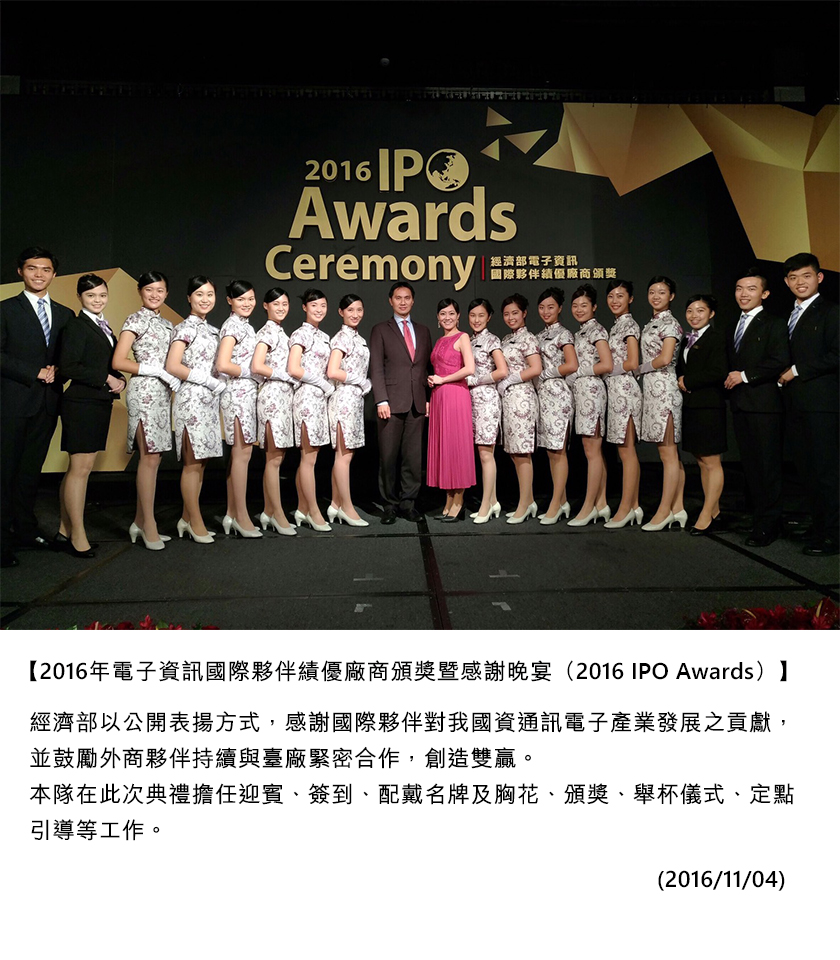 2016 IPO
Awards
Ceremony
經濟部電子資訊
國際夥伴績優廠商頒獎
【2016年電子資訊國際夥伴績優廠商頒獎暨感謝晚宴（2016 IPO Awards）】
經濟部以公開表揚方式，感謝國際夥伴對我國資通訊電子產業發展之貢獻，
並鼓勵外商夥伴持續與臺廠緊密合作，創造雙贏。
本隊在此次典禮擔任迎賓、簽到、配戴名牌及胸花、頒獎、舉杯儀式、定點
引導等工作。
(2016/11/04)